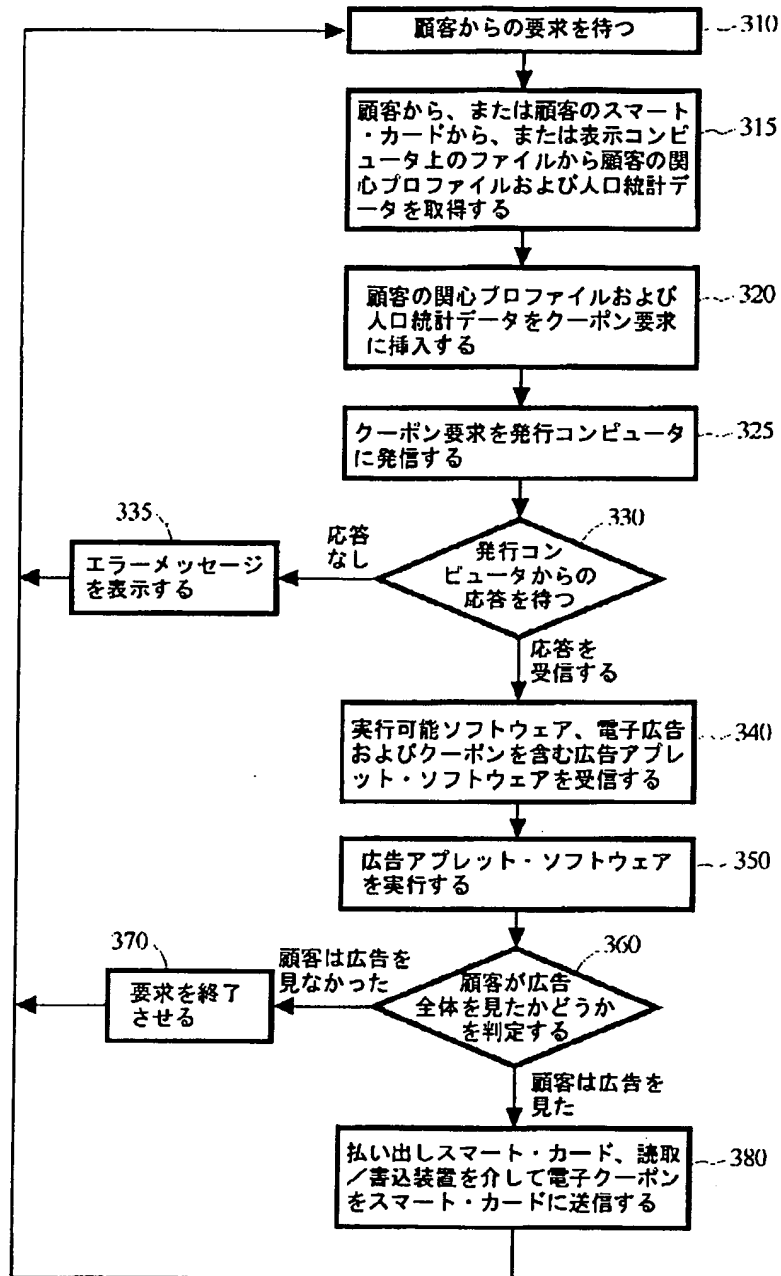 顧客からの要求を待つ
310
顧客から、または顧客のスマート
・カードから、または表示コンピ
ュータ上のファイルから顧客の関
心プロファイルおよび人口統計デー
タを取得する
315
顧客の関心プロファイルおよび
人口統計データをクーポン要求
に挿入する
320
クーポン要求を発行コンピュータ
に発信する
325
330
発行コン
ピュータからの
応答を待つ
応答
なし
335
エラーメッセージ
を表示する
応答を
受信する
実行可能ソフトウェア、電子広告
およびクーポンを含む広告アプレ
ット・ソフトウェアを受信する
340
広告アプレット・ソフトウェア
を実行する
350
360
顧客が広告
全体を見たかどうか
を判定する
顧客は広告を
見なかった
370
要求を終了
させる
顧客は広告を
見た
払い出しスマート・カード、読取
／書込装置を介して電子クーポン
をスマート・カードに送信する
380